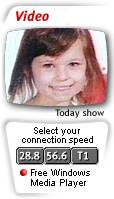 Video
Today show
Select your
connection speed
28.8 56.6 T1
Free Windows
Media Player